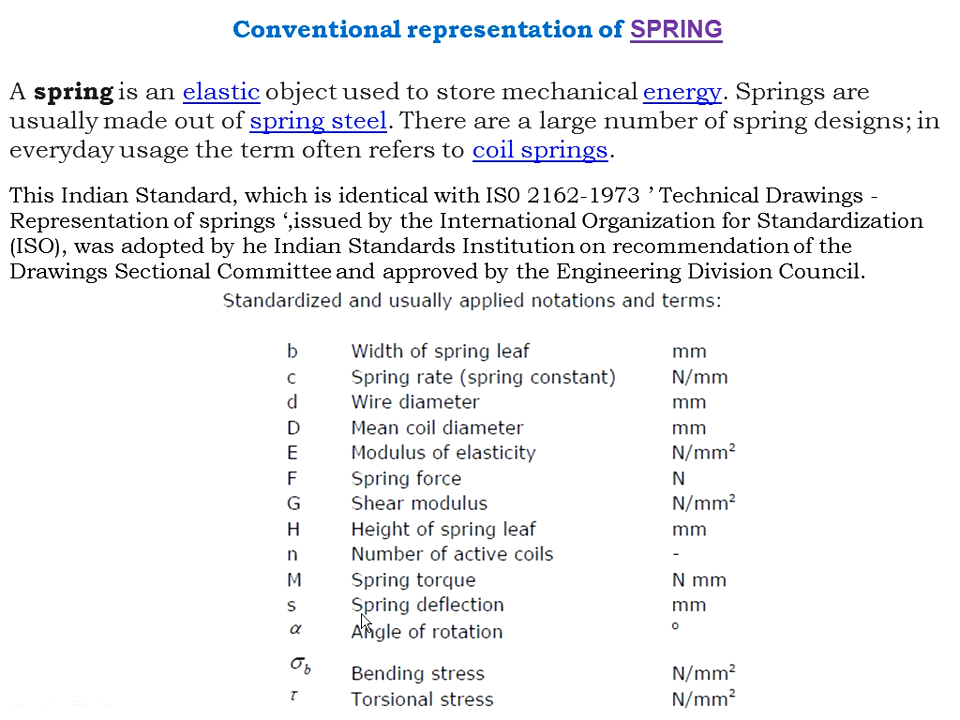 Conventional representation of SPRING
A spring is an elastic object used to store mechanical energy. Springs are
usually made out of spring steel. There are a large number of spring designs; in
everyday usage the term often refers to coil springs.
This Indian Standard, which is identical with IS0 2162-1973 ’ Technical Drawings -
Representation of springs ‘,issued by the International Organization for Standardization
(ISO), was adopted by he Indian Standards Institution on recommendation of the
Drawings Sectional Committee and approved by the Engineering Division Council.
Standardized and usually applied notations and terms:
b Width of spring leaf mm
c Spring rate (spring constant) N/mm
d Wire diameter mm
D Mean coil diameter mm
E Modulus of elasticity N/mm²
F Spring force N
G Shear modulus N/mm²
H Height of spring leaf mm
n Number of active coils -
M Spring torque N mm
s Spring deflection mm
α Angle of rotation °
σb Bending stress N/mm²
τ Torsional stress N/mm²